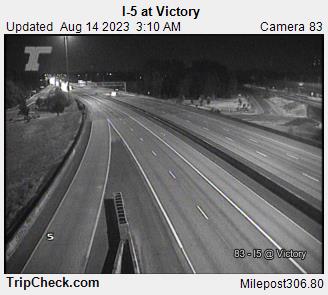 I-5 at Victory
Updated Aug 14 2023 3:10 AM Camera 83
S
83 - I5 @ Victory
TripCheck.com Milepost306.80